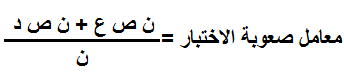 معامل صعوبة الاختبار = ن ص ع + ن ص د
ن